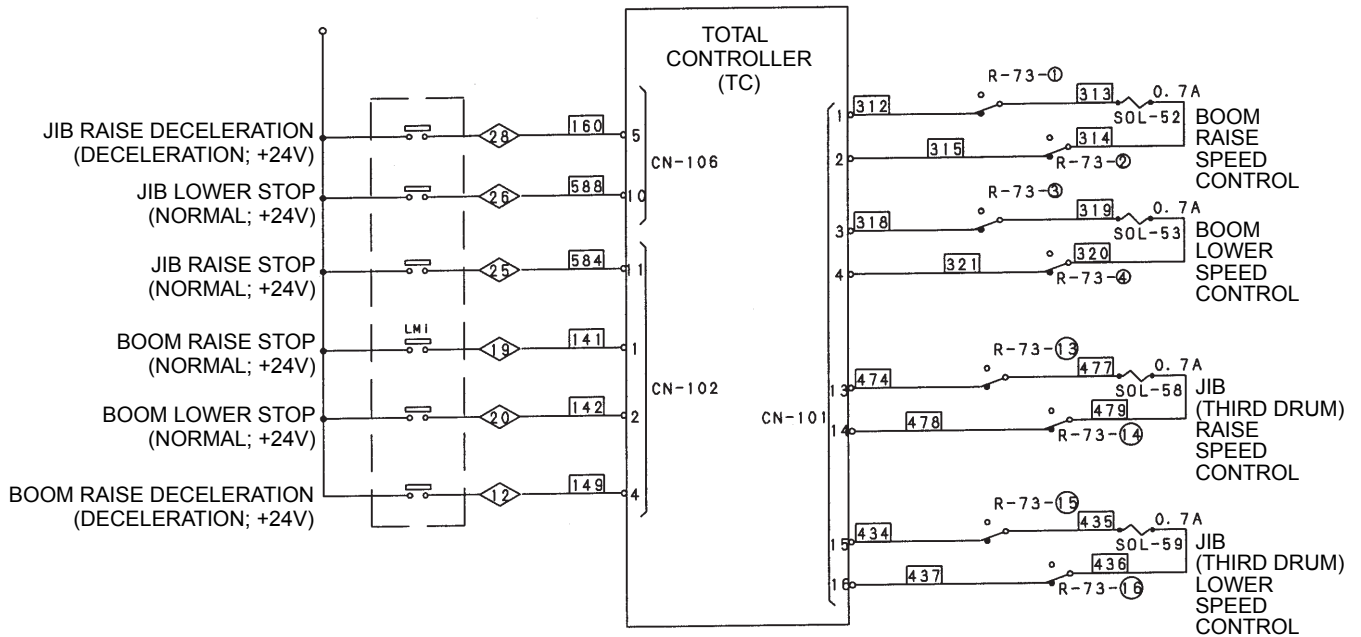 TOTAL
CONTROLLER
(TC)
JIB RAISE DECELERATION
(DECELERATION; +24V)
28
160
5
CN-106
JIB LOWER STOP
(NORMAL; +24V)
26
588
10
JIB RAISE STOP
(NORMAL; +24V)
25
584
11
BOOM RAISE STOP
(NORMAL; +24V)
LMi
19
141
1
CN-102
BOOM LOWER STOP
(NORMAL; +24V)
20
142
2
BOOM RAISE DECELERATION
(DECELERATION; +24V)
12
149
4
CN-101
1
312
R-73-①
313
0.7A
SOL-52
2
315
R-73-②
314
BOOM
RAISE
SPEED
CONTROL
3
318
R-73-③
319
0.7A
SOL-53
4
321
R-73-④
320
BOOM
LOWER
SPEED
CONTROL
13
474
R-73-⑬
477
0.7A
SOL-58
14
478
R-73-⑭
479
JIB
(THIRD DRUM)
RAISE
SPEED
CONTROL
15
434
R-73-⑮
435
0.7A
SOL-59
16
437
R-73-⑯
436
JIB
(THIRD DRUM)
LOWER
SPEED
CONTROL